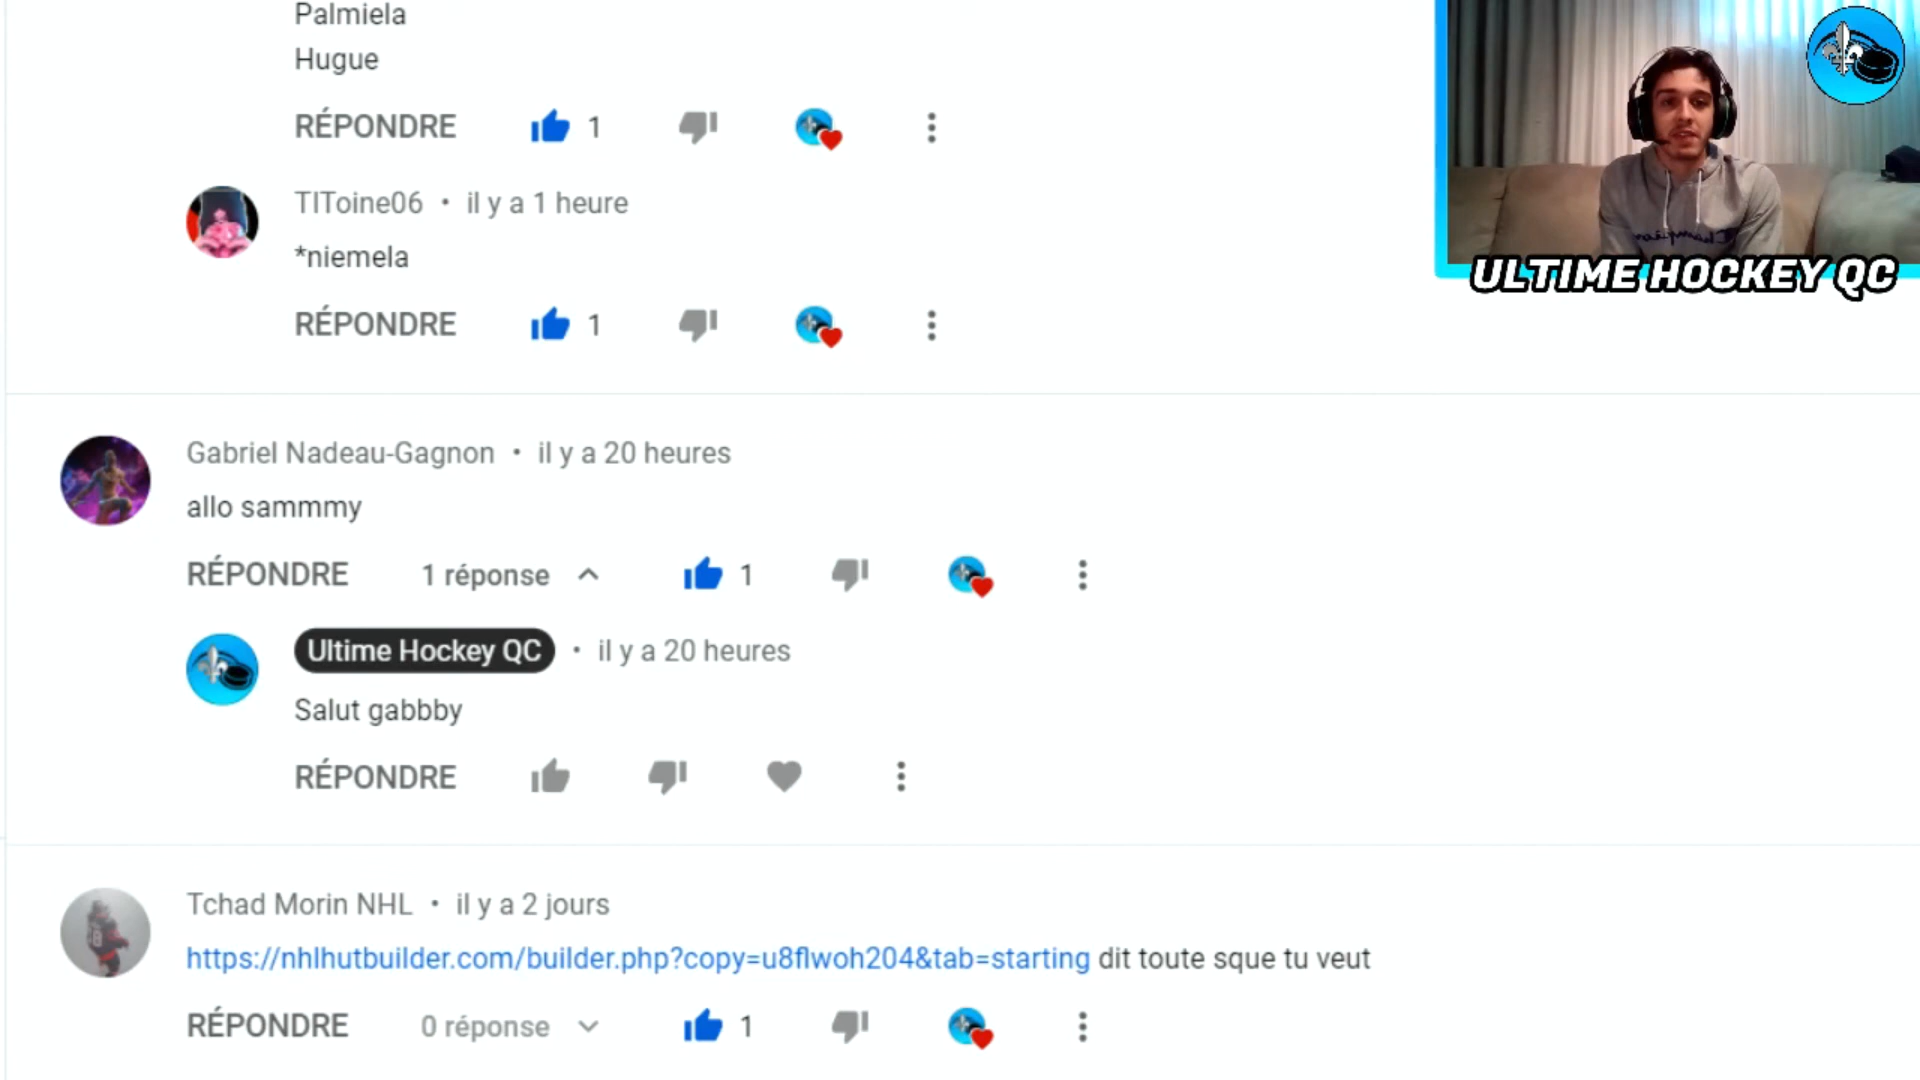 Palmiela
Hugue
RÉPONDRE 1
TIToine06 • il y a 1 heure
*niemela
RÉPONDRE 1
ULTIME HOCKEY QC
Gabriel Nadeau-Gagnon • il y a 20 heures
allo sammmy
RÉPONDRE 1 réponse 1
Ultime Hockey QC • il y a 20 heures
Salut gabbby
RÉPONDRE
Tchad Morin NHL • il y a 2 jours
https://nhlhutbuilder.com/builder.php?copy=u8flwoh204&tab=starting dit toute sque tu veut
RÉPONDRE 0 réponse 1